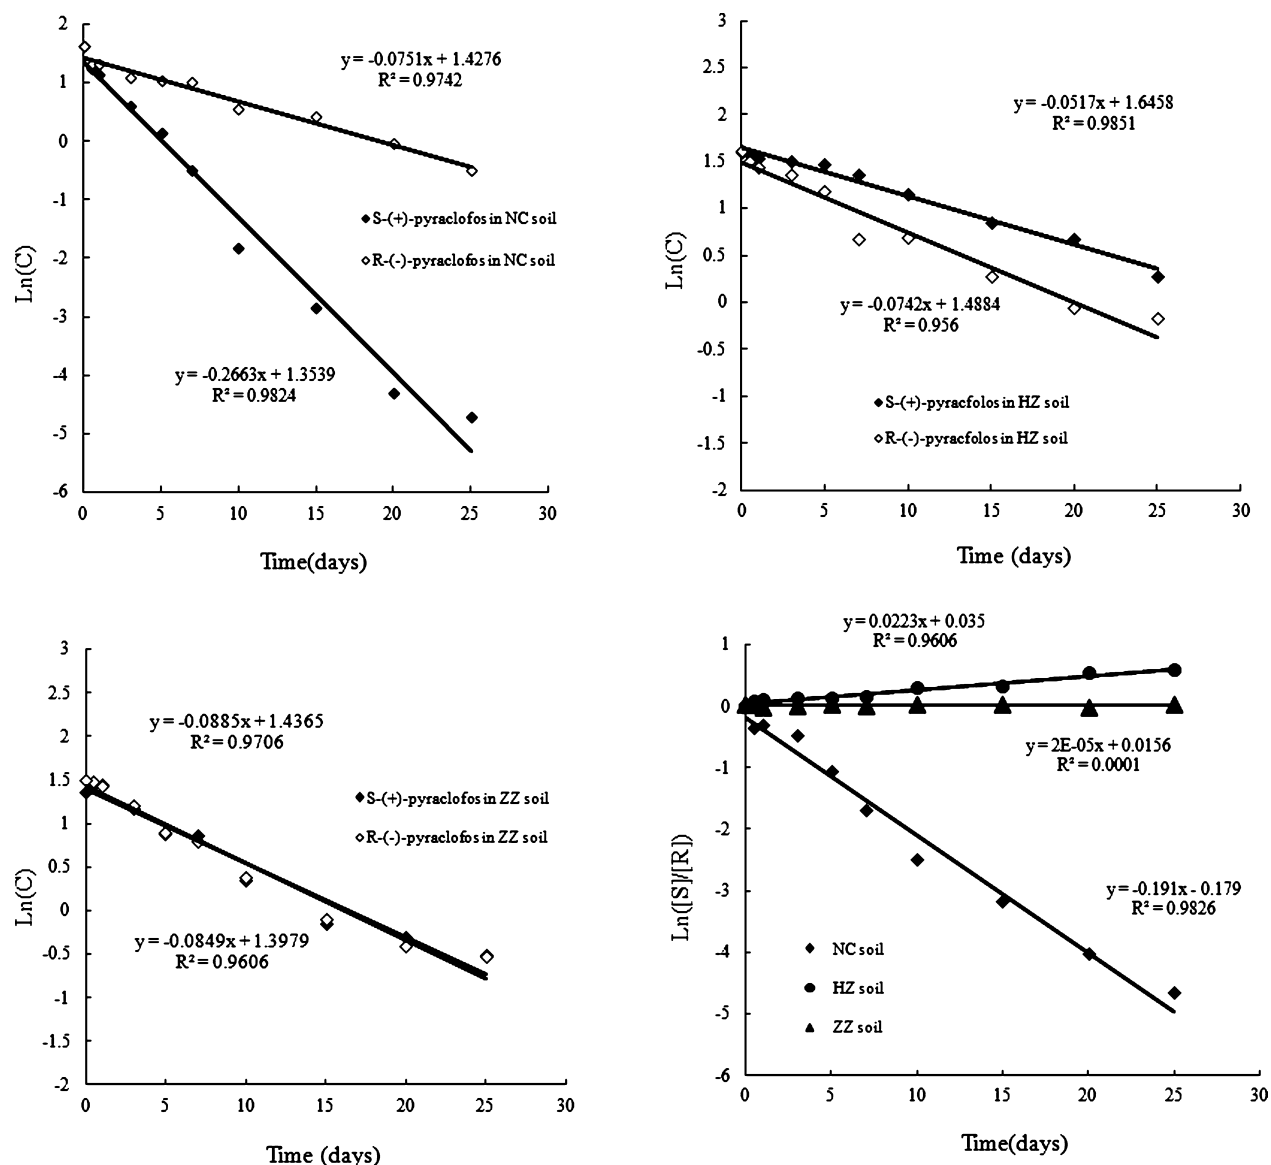 2
1
0
-1
-2
-3
-4
-5
-6
0 5 10 15 20 25 30
Ln(C)
Time(days)
y = -0.0751x + 1.4276
R² = 0.9742
S-(+)-pyraclofos in NC soil
R-(-)-pyraclofos in NC soil
y = -0.2663x + 1.3539
R² = 0.9824
3
2.5
2
1.5
1
0.5
0
-0.5
-1
-1.5
-2
0 5 10 15 20 25 30
Ln(C)
Time (days)
y = -0.0517x + 1.6458
R² = 0.9851
y = -0.0742x + 1.4884
R² = 0.956
S-(+)-pyracfolos in HZ soil
R-(-)-pyracfolos in HZ soil
3
2.5
2
1.5
1
0.5
0
-0.5
-1
-1.5
-2
0 5 10 15 20 25 30
Ln(C)
Time (days)
y = -0.0885x + 1.4365
R² = 0.9706
S-(+)-pyraclofos in ZZ soil
R-(-)-pyraclofos in ZZ soil
y = -0.0849x + 1.3979
R² = 0.9606
y = 0.0223x + 0.035
R² = 0.9606
1
0
-1
-2
-3
-4
-5
-6
0 5 10 15 20 25 30
Ln([S]/[R])
Time(days)
y = 2E-05x + 0.0156
R² = 0.0001
y = -0.191x - 0.179
R² = 0.9826
NC soil
HZ soil
ZZ soil